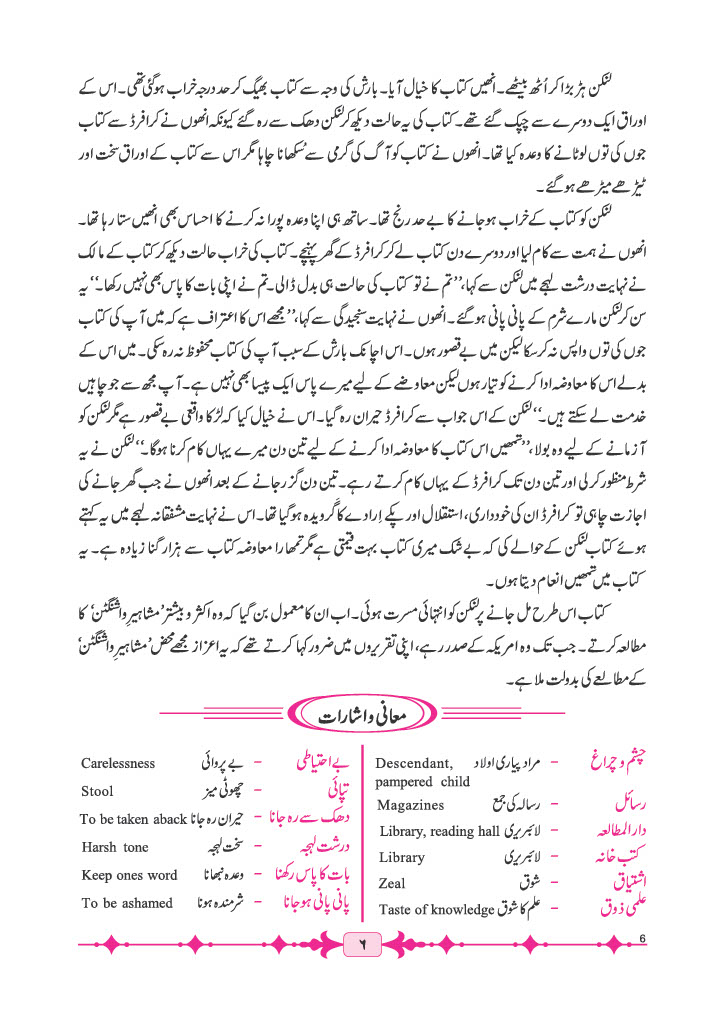 لنکن ہڑبڑا کر اُٹھ بیٹھے۔ انھیں کتاب کا خیال آیا۔ بارش کی وجہ سے کتاب بھیگ کر حد درجہ خراب ہوگئی تھی۔ اس کے
اوراق ایک دوسرے سے چپک گئے تھے۔ کتاب کی یہ حالت دیکھ کر لنکن دھک سے رہ گئے کیونکہ انھوں نے کرافرڈ سے کتاب
جوں کی توں لوٹانے کا وعدہ کیا تھا۔ انھوں نے کتاب کو آگ کی گرمی سے سُکھانا چاہا مگر اس سے کتاب کے اوراق سخت اور
ٹیڑھے میڑھے ہوگئے۔
لنکن کو کتاب کے خراب ہوجانے کا بے حد رنج تھا۔ ساتھ ہی اپنا وعدہ پورا نہ کرنے کا احساس بھی انھیں ستا رہا تھا۔
انھوں نے ہمت سے کام لیا اور دوسرے دن کتاب لے کر کرافرڈ کے گھر پہنچے۔ کتاب کی خراب حالت دیکھ کر کتاب کے مالک
نے نہایت درشت لہجے میں لنکن سے کہا، ’’تم نے تو کتاب کی حالت ہی بدل ڈالی۔ تم نے اپنی بات کا پاس بھی نہیں رکھا۔‘‘ یہ
سن کر لنکن مارے شرم کے پانی پانی ہوگئے۔ انھوں نے نہایت سنجیدگی سے کہا، ’’مجھے اس کا اعتراف ہے کہ میں آپ کی کتاب
جوں کی توں واپس نہ کرسکا لیکن میں بے قصور ہوں۔ اس اچانک بارش کے سبب آپ کی کتاب محفوظ نہ رہ سکی۔ میں اس کے
بدلے اس کا معاوضہ ادا کرنے کو تیار ہوں لیکن معاوضے کے لیے میرے پاس ایک پیسا بھی نہیں ہے۔ آپ مجھ سے جو چاہیں
خدمت لے سکتے ہیں۔‘‘ لنکن کے اس جواب سے کرافرڈ حیران رہ گیا۔ اس نے خیال کیا کہ لڑکا واقعی بے قصور ہے مگر لنکن کو
آزمانے کے لیے وہ بولا، ’’تمھیں اس کتاب کا معاوضہ ادا کرنے کے لیے تین دن میرے یہاں کام کرنا ہوگا۔‘‘ لنکن نے یہ
شرط منظور کرلی اور تین دن تک کرافرڈ کے یہاں کام کرتے رہے۔ تین دن گزر جانے کے بعد انھوں نے جب گھر جانے کی
اجازت چاہی تو کرافرڈ ان کی خودداری، استقلال اور پکے اِرادے کا گرویدہ ہوگیا تھا۔ اس نے نہایت مشفقانہ لہجے میں یہ کہتے
ہوئے کتاب لنکن کے حوالے کی کہ بے شک میری کتاب بہت قیمتی ہے مگر تمھارا معاوضہ کتاب سے ہزار گنا زیادہ ہے۔ یہ
کتاب میں تمھیں انعام دیتا ہوں۔
کتاب اس طرح مل جانے پر لنکن کو انتہائی مسرت ہوئی۔ اب ان کا معمول بن گیا کہ وہ اکثر و بیشتر ’مشاہیرِ واشنگٹن‘ کا
مطالعہ کرتے۔ جب تک وہ امریکہ کے صدر رہے، اپنی تقریروں میں ضرور کہا کرتے تھے کہ یہ اعزاز مجھے محض ’مشاہیرِ واشنگٹن‘
کے مطالعے کی بدولت ملا ہے۔
معانی و اشارات
چشم و چراغ – مراد پیاری اولاد Descendant,
pampered child
رسائل – رسالہ کی جمع Magazines
دارالمطالعہ – لائبریری Library, reading hall
کتب خانہ – لائبریری Library
اشتیاق – شوق Zeal
علمی ذوق – علم کا شوق Taste of knowledge
بے احتیاطی – بے پروائی Carelessness
تپائی – چھوٹی میز Stool
دھک سے رہ جانا – حیران رہ جانا To be taken aback
درشت لہجہ – سخت لہجہ Harsh tone
بات کا پاس رکھنا – وعدہ نبھانا Keep ones word
پانی پانی ہوجانا – شرمندہ ہونا To be ashamed
۶
6